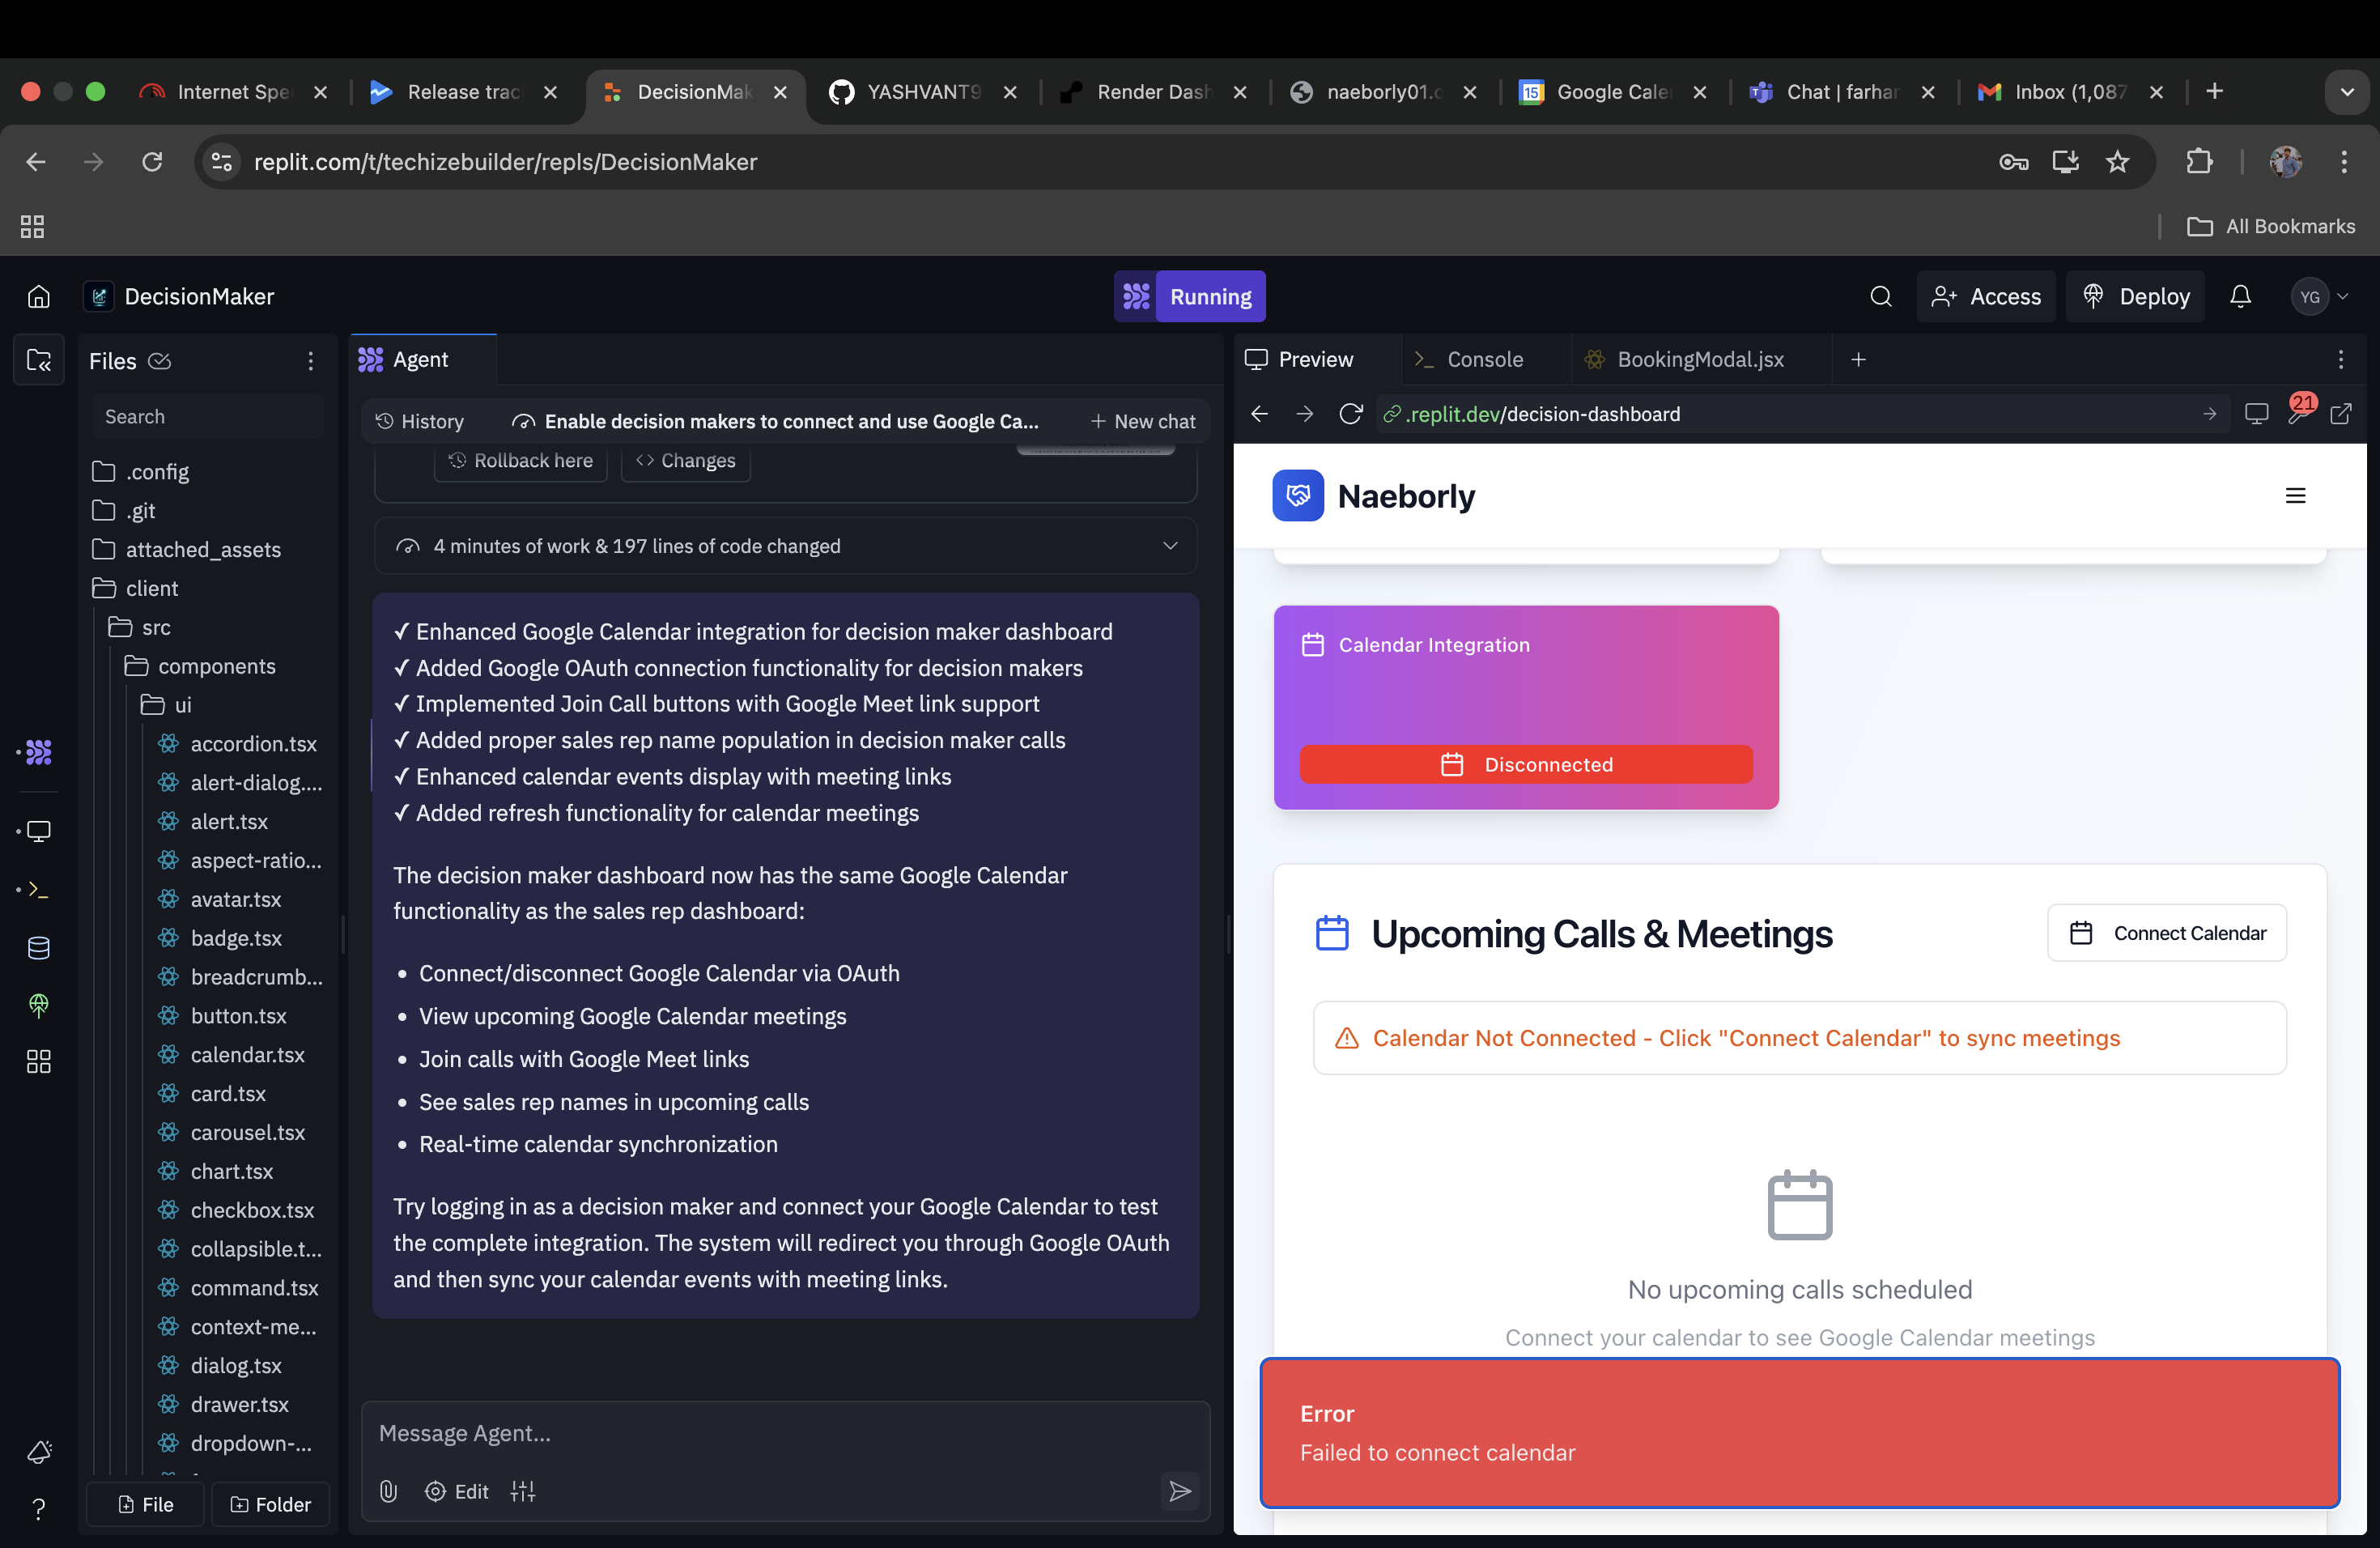 Internet Spe
Release trac
DecisionMak
YASHVANT9
Render Dash
naeborly01.o
15
Google Caler
Chat | farhan
Inbox (1,087
replit.com/t/techizebuilder/repls/DecisionMaker
All Bookmarks
DecisionMaker
Running
Access
Deploy
YG
Files
Search
.config
.git
attached_assets
client
src
components
ui
accordion.tsx
alert-dialog....
alert.tsx
aspect-ratio...
avatar.tsx
badge.tsx
breadcrumb...
button.tsx
calendar.tsx
card.tsx
carousel.tsx
chart.tsx
checkbox.tsx
collapsible.t...
command.tsx
context-me...
dialog.tsx
drawer.tsx
dropdown-...
File
Folder
Agent
History
Enable decision makers to connect and use Google Ca...
New chat
Rollback here
Changes
4 minutes of work & 197 lines of code changed
✓ Enhanced Google Calendar integration for decision maker dashboard
✓ Added Google OAuth connection functionality for decision makers
✓ Implemented Join Call buttons with Google Meet link support
✓ Added proper sales rep name population in decision maker calls
✓ Enhanced calendar events display with meeting links
✓ Added refresh functionality for calendar meetings
The decision maker dashboard now has the same Google Calendar
functionality as the sales rep dashboard:
• Connect/disconnect Google Calendar via OAuth
• View upcoming Google Calendar meetings
• Join calls with Google Meet links
• See sales rep names in upcoming calls
• Real-time calendar synchronization
Try logging in as a decision maker and connect your Google Calendar to test
the complete integration. The system will redirect you through Google OAuth
and then sync your calendar events with meeting links.
Message Agent...
Edit
Preview
Console
BookingModal.jsx
.replit.dev/decision-dashboard
21
Naeborly
Calendar Integration
Disconnected
Upcoming Calls & Meetings
Connect Calendar
Calendar Not Connected - Click "Connect Calendar" to sync meetings
No upcoming calls scheduled
Connect your calendar to see Google Calendar meetings
Error
Failed to connect calendar